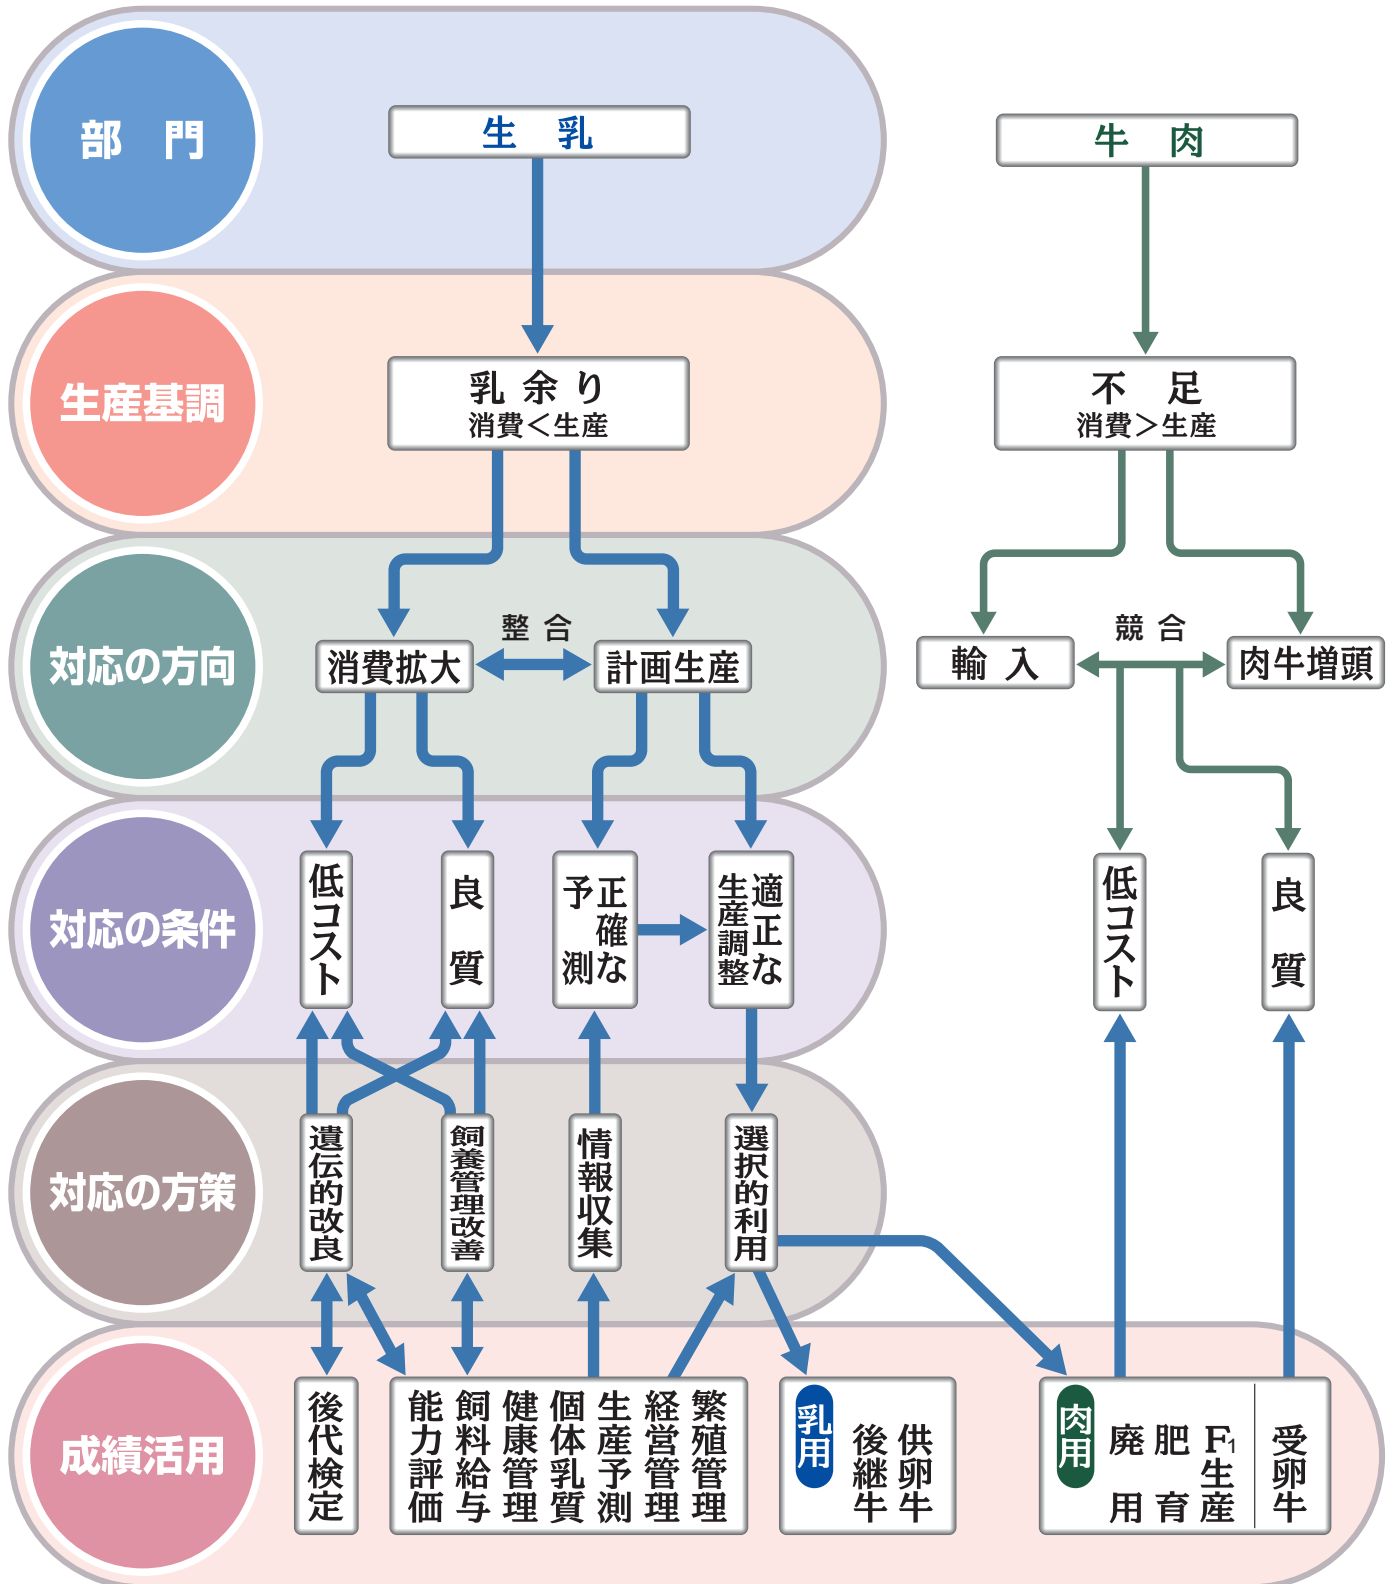 部 門
生 乳
牛 肉
生産基調
乳余り
消費＜生産
不 足
消費＞生産
対応の方向
消費拡大
整 合
計画生産
輸 入
競 合
肉牛増頭
対応の条件
低コスト
良 質
正確な
予 測
適正な
生産調整
低コスト
良 質
対応の方策
遺伝的改良
飼養管理改善
情報収集
選択的利用
成績活用
後代検定
能力評価
飼料給与
健康管理
個体乳質
生産予測
経営管理
繁殖管理
乳用
後継牛
供卵牛
肉用
廃 用
肥 育
F1生産
受卵牛